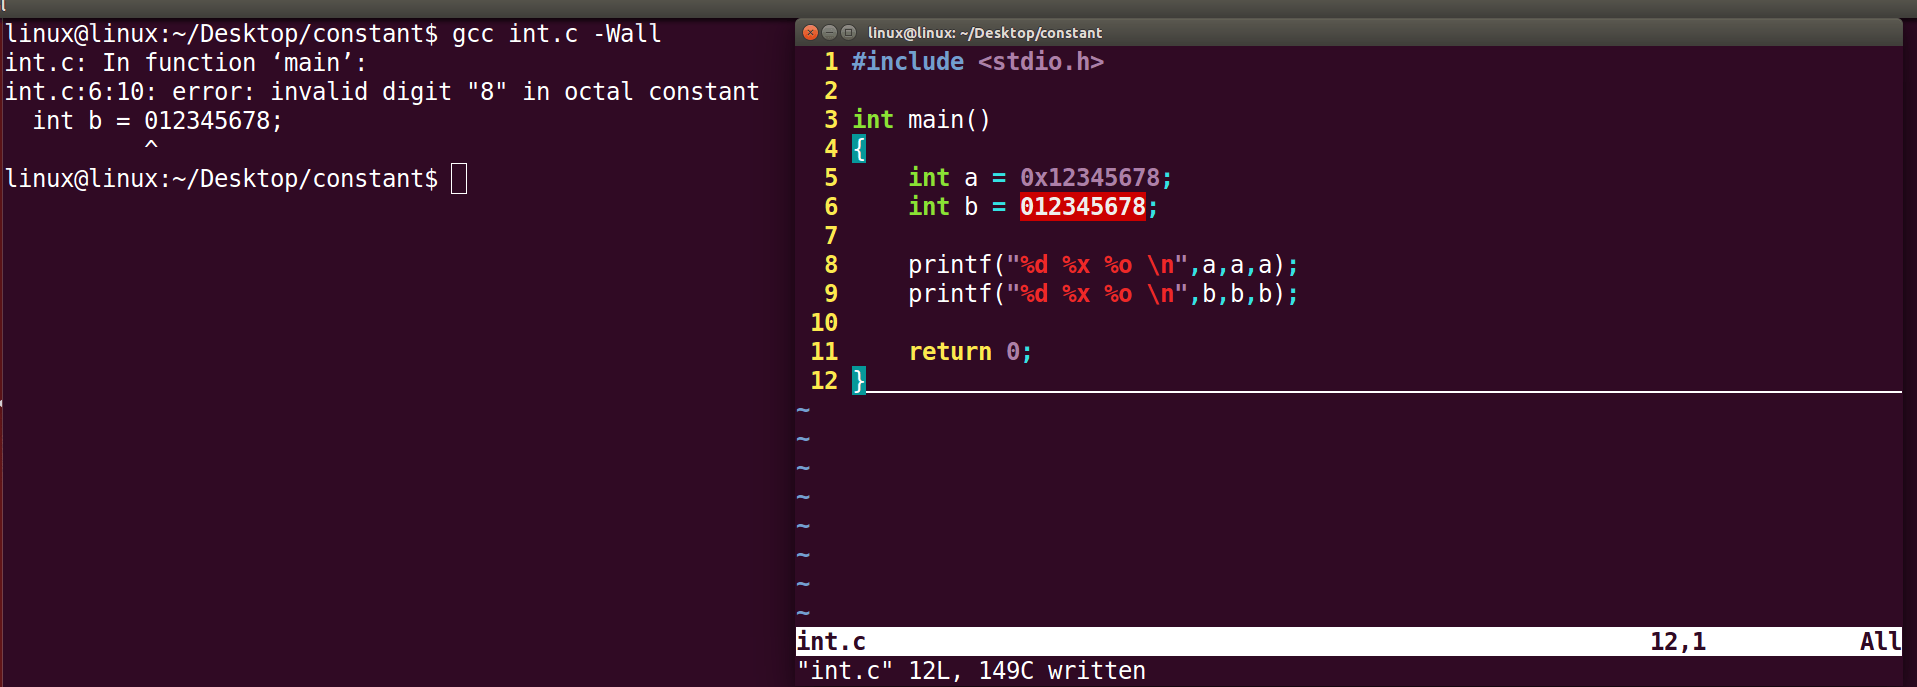 linux@linux:~/Desktop/constant$ gcc int.c -Wall
int.c: In function ‘main’:
int.c:6:10: error: invalid digit "8" in octal constant
  int b = 012345678;
          ^
linux@linux:~/Desktop/constant$
linux@linux: ~/Desktop/constant
1 #include <stdio.h>
2
3 int main()
4 {
5     int a = 0x12345678;
6     int b = 012345678;
7
8     printf("%d %x %o \n",a,a,a);
9     printf("%d %x %o \n",b,b,b);
10
11     return 0;
12 }
~
~
~
~
~
~
~
~
int.c 12,1 All
"int.c" 12L, 149C written